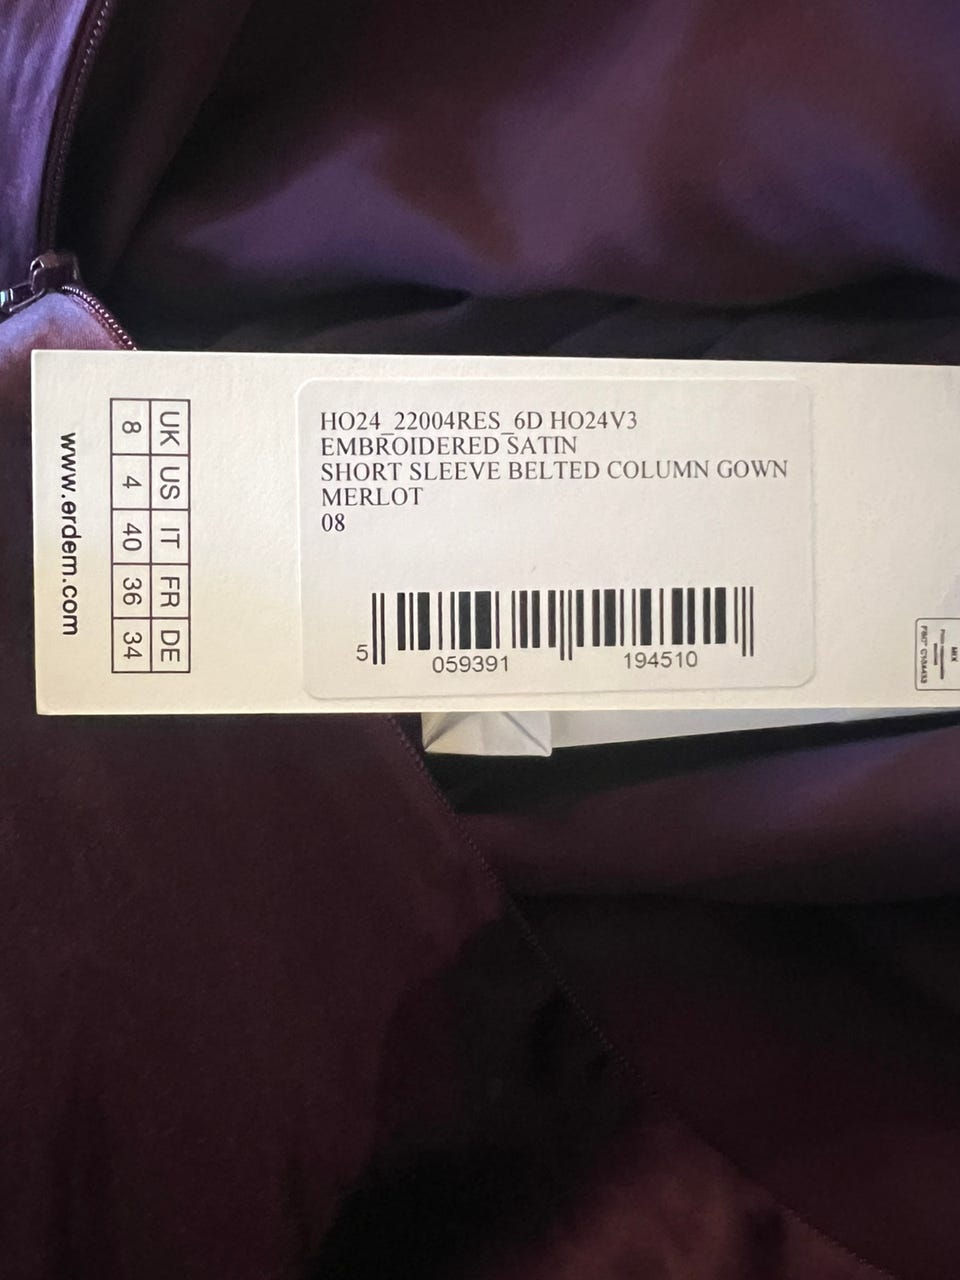 HO24_22004RES_6D HO24V3
EMBROIDERED SATIN
SHORT SLEEVE BELTED COLUMN GOWN
MERLOT
08
5 059391 194510
UK US IT FR DE
8 4 40 36 34
www.erdem.com
MIX